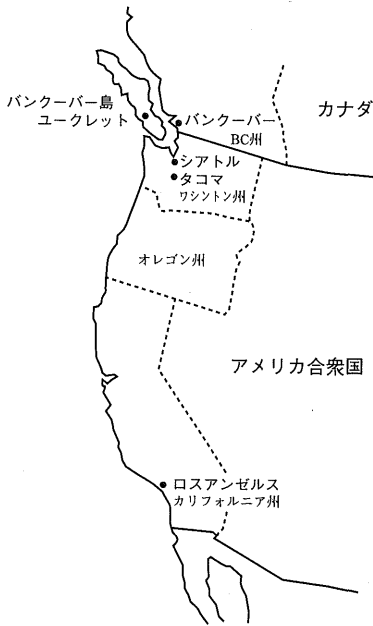 バンクーバー島
ユークレット
バンクーバー
カナダ
BC州
シアトル
タコマ
ワシントン州
オレゴン州
アメリカ合衆国
ロスアンゼルス
カリフォルニア州